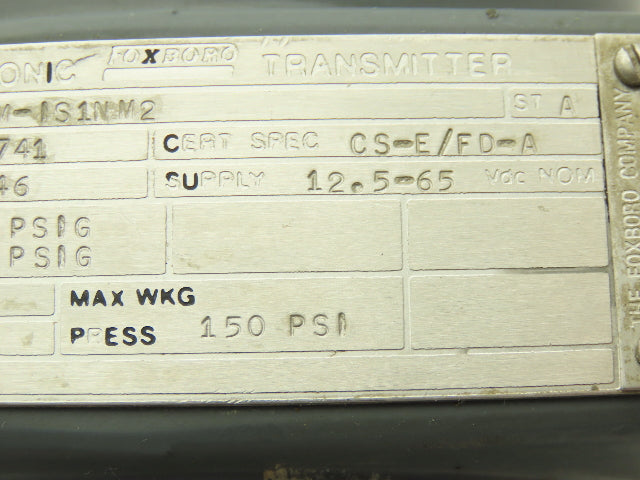 ONIC FOXBORO TRANSMITTER
M-IS1NM2 ST A
741 CERT SPEC CS-E/FD-A
46 SUPPLY 12.5-65 Vdc NOM
PSIG
PSIG
MAX WKG
PRESS 150 PSI
THE FOXBORO COMPANY